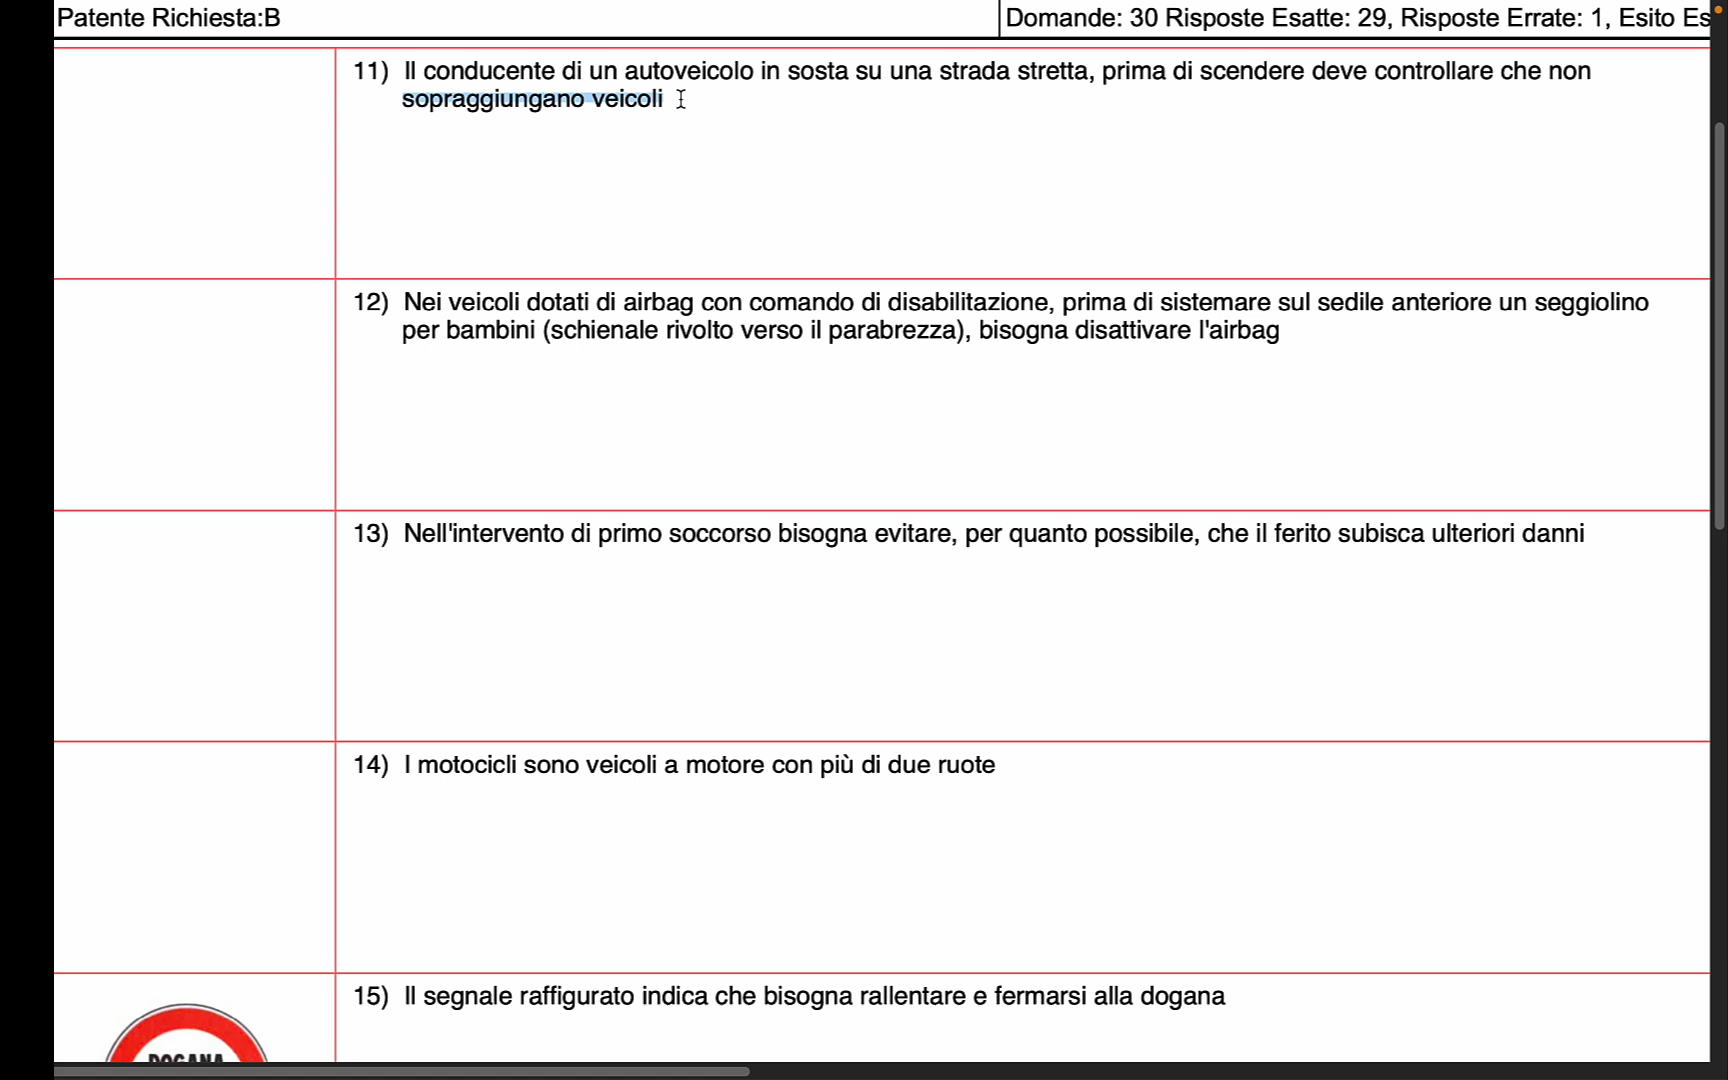 Patente Richiesta:B
Domande: 30 Risposte Esatte: 29, Risposte Errate: 1, Esito Es
11) Il conducente di un autoveicolo in sosta su una strada stretta, prima di scendere deve controllare che non
sopraggiungano veicoli
12) Nei veicoli dotati di airbag con comando di disabilitazione, prima di sistemare sul sedile anteriore un seggiolino
per bambini (schienale rivolto verso il parabrezza), bisogna disattivare l'airbag
13) Nell'intervento di primo soccorso bisogna evitare, per quanto possibile, che il ferito subisca ulteriori danni
14) I motocicli sono veicoli a motore con più di due ruote
15) Il segnale raffigurato indica che bisogna rallentare e fermarsi alla dogana
DOGANA